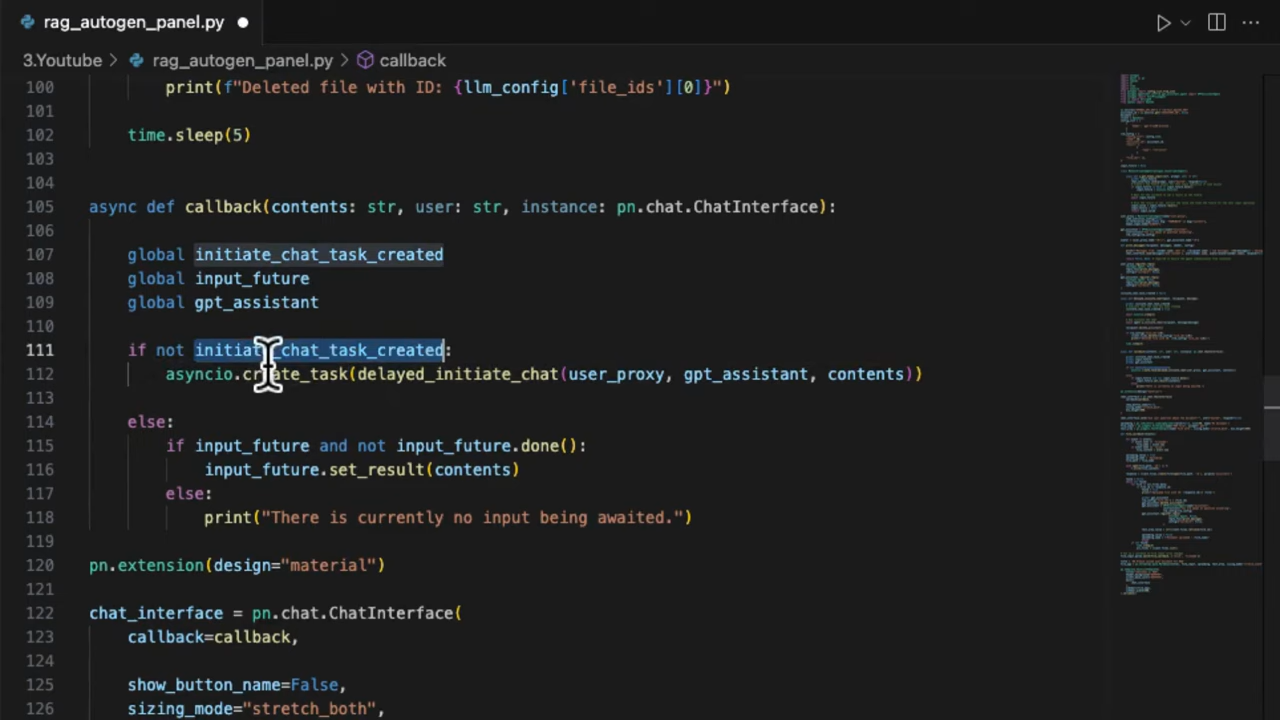 rag_autogen_panel.py
3.Youtube > rag_autogen_panel.py > callback
100 print(f"Deleted file with ID: {llm_config['file_ids'][0]}")
101
102 time.sleep(5)
103
104
105 async def callback(contents: str, user: str, instance: pn.chat.ChatInterface):
106
107 global initiate_chat_task_created
108 global input_future
109 global gpt_assistant
110
111 if not initiate_chat_task_created:
112 asyncio.create_task(delayed_initiate_chat(user_proxy, gpt_assistant, contents))
113
114 else:
115 if input_future and not input_future.done():
116 input_future.set_result(contents)
117 else:
118 print("There is currently no input being awaited.")
119
120 pn.extension(design="material")
121
122 chat_interface = pn.chat.ChatInterface(
123 callback=callback,
124
125 show_button_name=False,
126 sizing_mode="stretch_both",